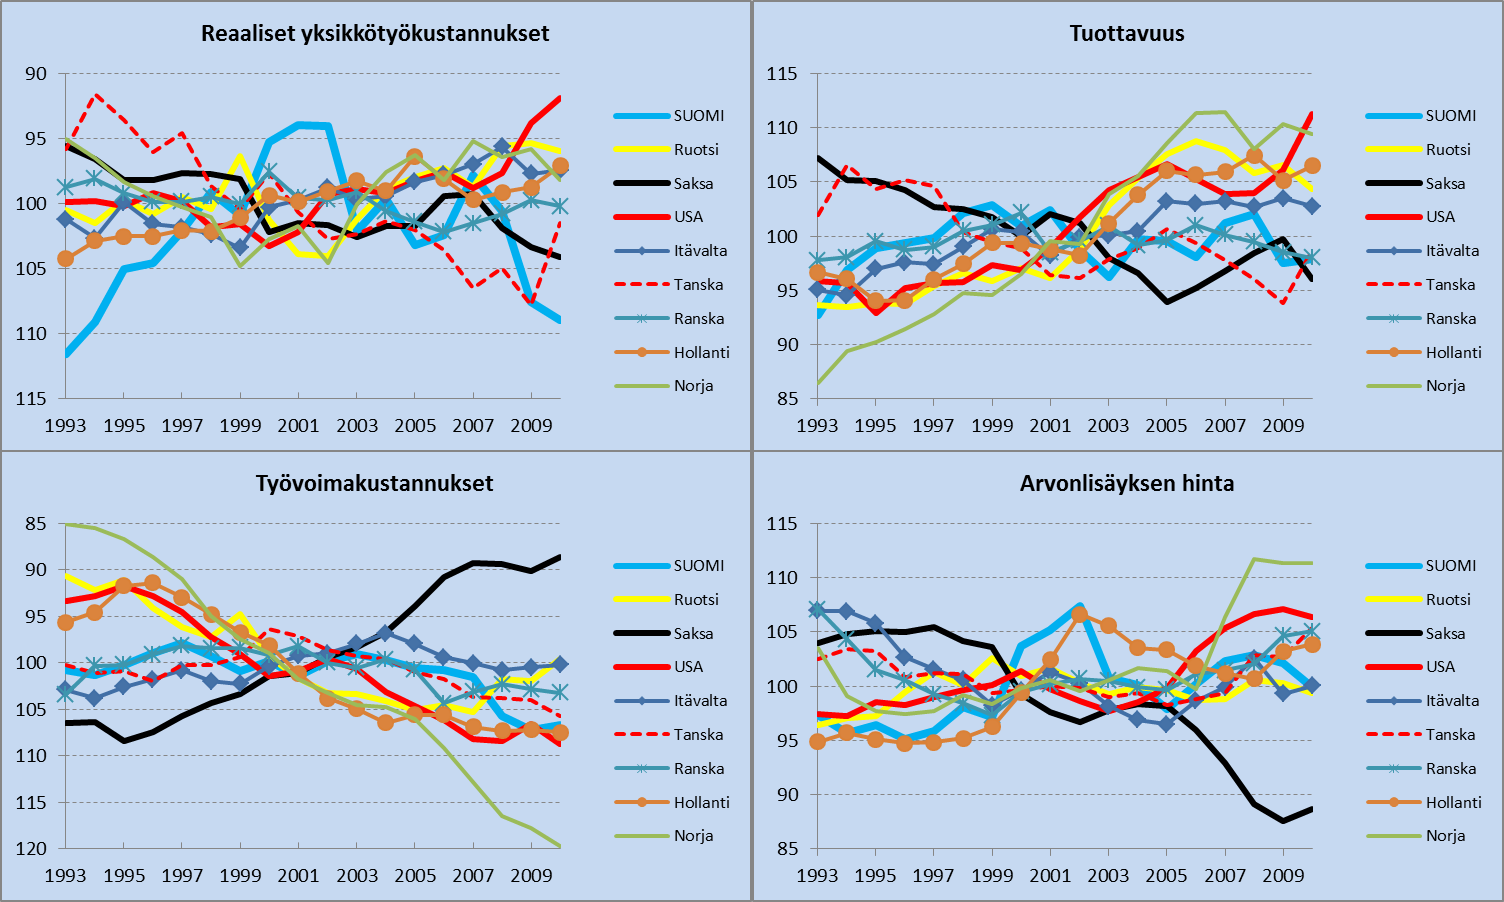 Reaaliset yksikkötyökustannukset
90
95
100
105
110
115
1993 1995 1997 1999 2001 2003 2005 2007 2009
SUOMI
Ruotsi
Saksa
USA
Itävalta
Tanska
Ranska
Hollanti
Norja
Tuottavuus
115
110
105
100
95
90
85
1993 1995 1997 1999 2001 2003 2005 2007 2009
SUOMI
Ruotsi
Saksa
USA
Itävalta
Tanska
Ranska
Hollanti
Norja
Työvoimakustannukset
85
90
95
100
105
110
115
120
1993 1995 1997 1999 2001 2003 2005 2007 2009
SUOMI
Ruotsi
Saksa
USA
Itävalta
Tanska
Ranska
Hollanti
Norja
Arvonlisäyksen hinta
115
110
105
100
95
90
85
1993 1995 1997 1999 2001 2003 2005 2007 2009
SUOMI
Ruotsi
Saksa
USA
Itävalta
Tanska
Ranska
Hollanti
Norja